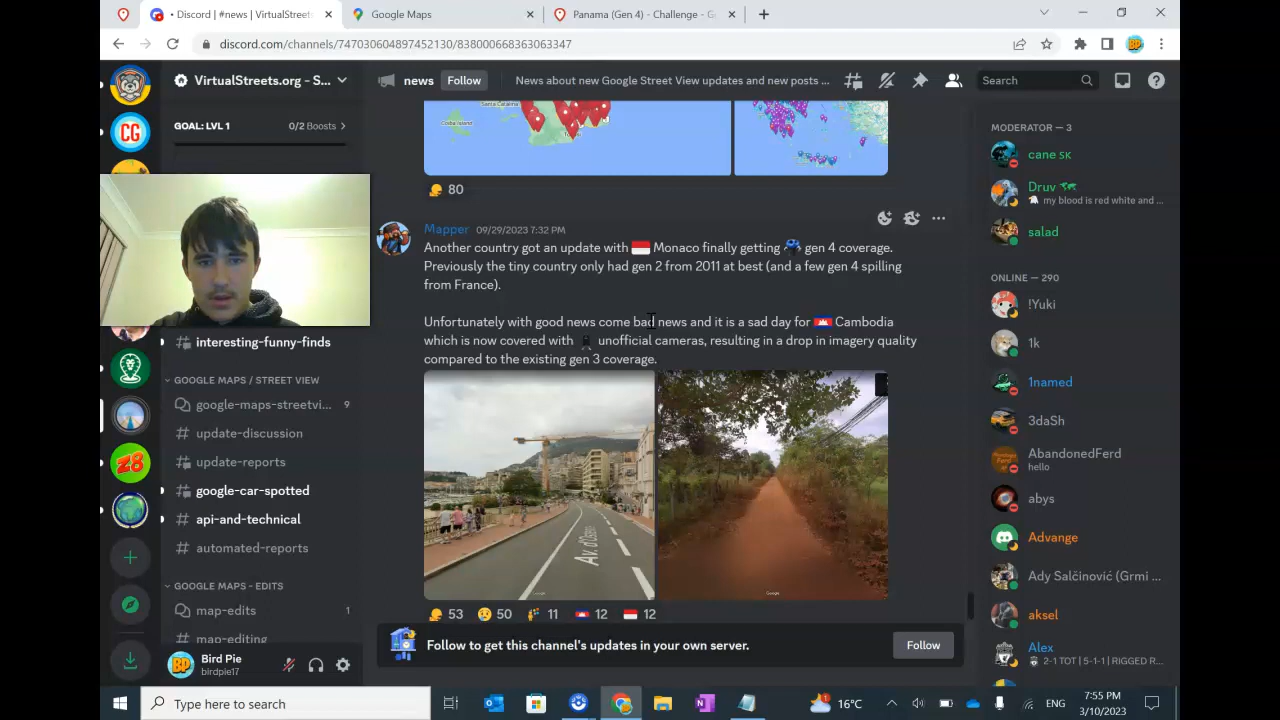 • Discord | #news | VirtualStreets
Google Maps
Panama (Gen 4) - Challenge - G
discord.com/channels/747030604897452130/838000668363063347
VirtualStreets.org - S...
news
Follow
News about new Google Street View updates and new posts ...
Search
CG
GOAL: LVL 1
0/2 Boosts
Santa Catalina
Coiba Island
80
Mapper 09/29/2023 7:32 PM
Another country got an update with Monaco finally getting gen 4 coverage.
Previously the tiny country only had gen 2 from 2011 at best (and a few gen 4 spilling
from France).
Unfortunately with good news come bad news and it is a sad day for Cambodia
which is now covered with unofficial cameras, resulting in a drop in imagery quality
compared to the existing gen 3 coverage.
53 50 11 12 12
Follow to get this channel's updates in your own server.
Follow
interesting-funny-finds
GOOGLE MAPS / STREET VIEW
google-maps-streetvi... 9
update-discussion
update-reports
google-car-spotted
api-and-technical
automated-reports
GOOGLE MAPS - EDITS
map-edits 1
map-editing
Z8
BP
Bird Pie
birdpie17
MODERATOR — 3
cane SK
Druv
my blood is red white and ...
salad
ONLINE — 290
!Yuki
1k
1named
3daSh
AbandonedFerd
hello
abys
Advange
Ady Salčinović (Grmi ...
aksel
Alex
2-1 TOT | 5-1-1 | RIGGED R...
Type here to search
16°C
ENG
7:55 PM
3/10/2023